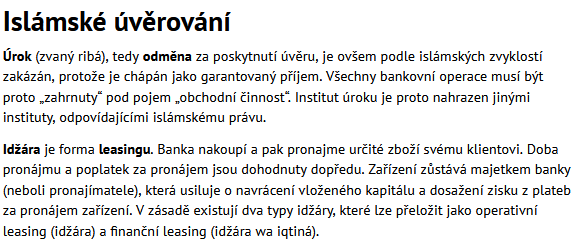 Islámské úvěrování
Úrok (zvaný ribá), tedy odměna za poskytnutí úvěru, je ovšem podle islámských zvyklostí
zakázán, protože je chápán jako garantovaný příjem. Všechny bankovní operace musí být
proto „zahrnuty“ pod pojem „obchodní činnost“. Institut úroku je proto nahrazen jinými
instituty, odpovídajícími islámskému právu.
Idžára je forma leasingu. Banka nakoupí a pak pronajme určité zboží svému klientovi. Doba
pronájmu a poplatek za pronájem jsou dohodnuty dopředu. Zařízení zůstává majetkem banky
(neboli pronajímatele), která usiluje o navrácení vloženého kapitálu a dosažení zisku z plateb
za pronájem zařízení. V zásadě existují dva typy idžáry, které lze přeložit jako operativní
leasing (idžára) a finanční leasing (idžára wa iqtiná).